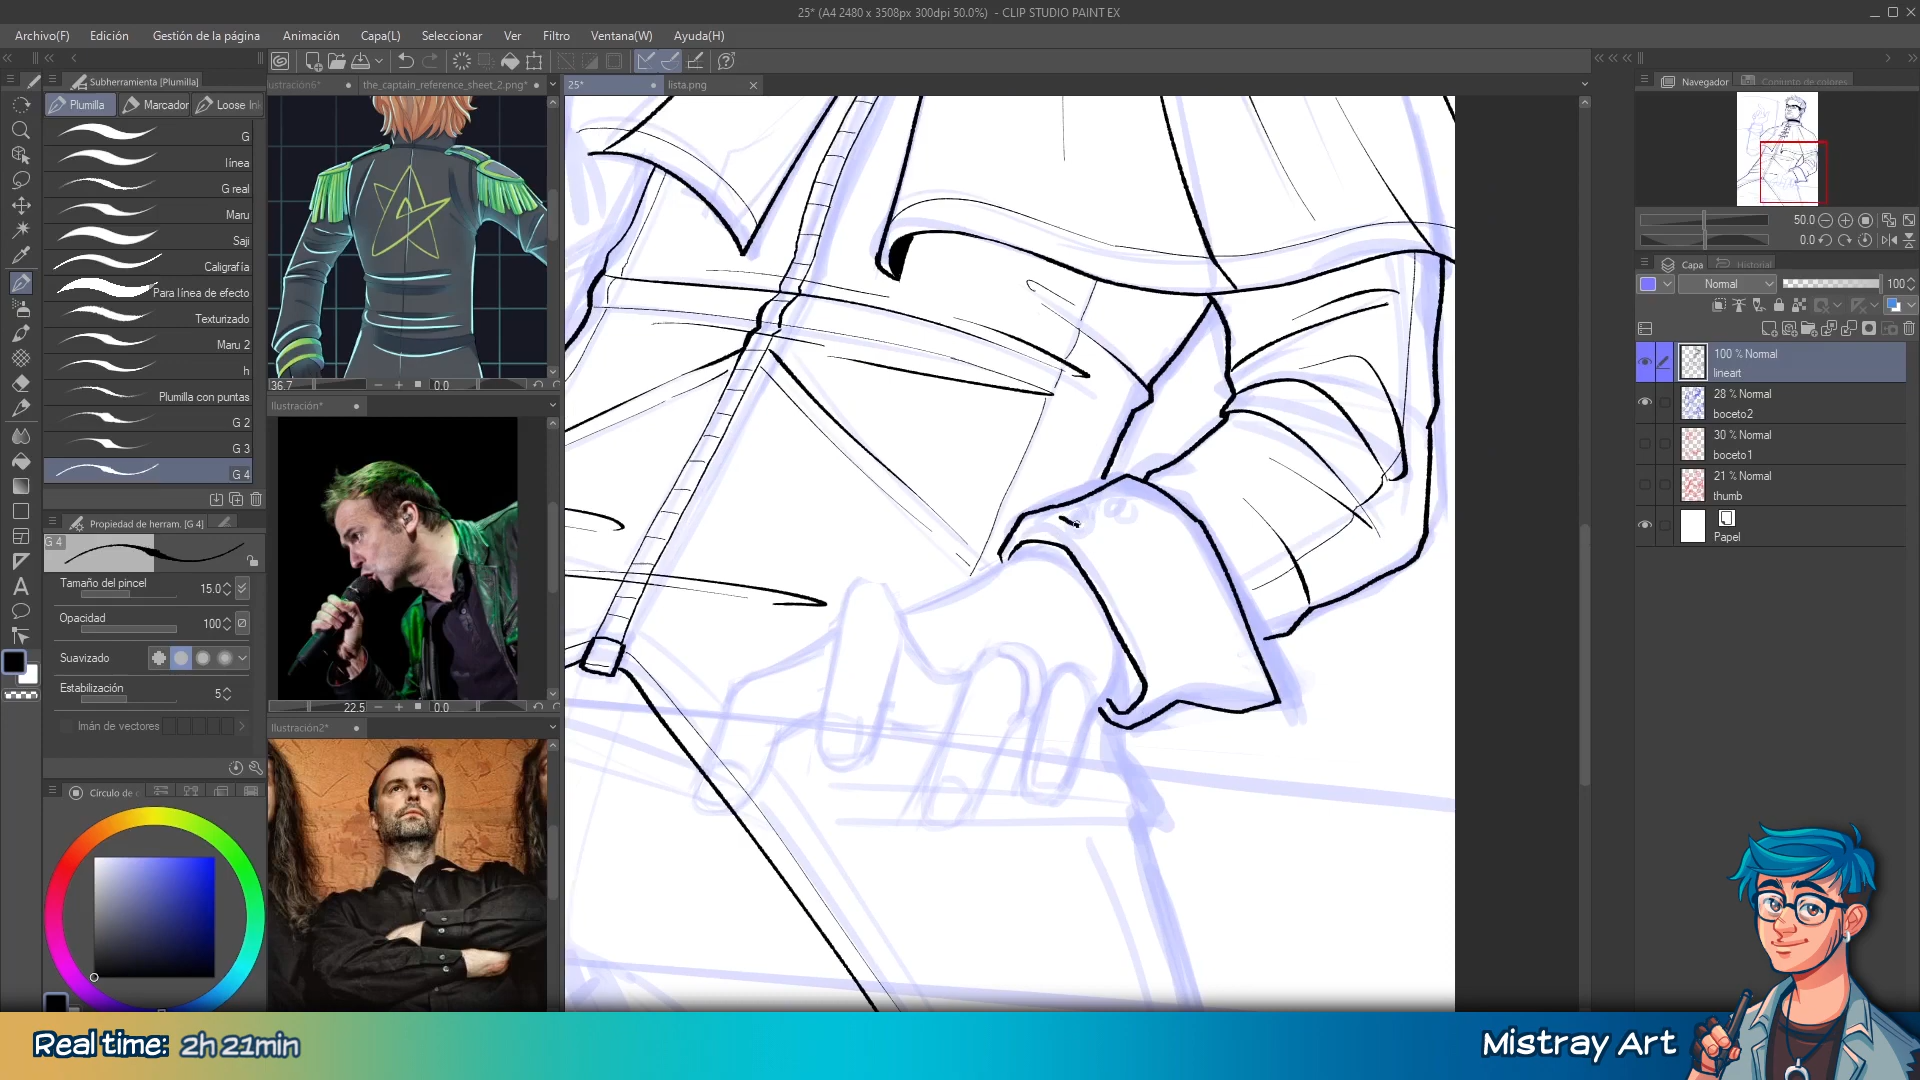 25* (A4 2480 x 3508px 300dpi 50.0%) - CLIP STUDIO PAINT EX
Archivo(F) Edición Gestión de la página Animación Capa(L) Seleccionar Ver Filtro Ventana(W) Ayuda(H)
Subherramienta [Plumilla]
Plumilla Marcador Loose Ink
the_captain_reference_sheet_2.png*
25* lista.png
G
línea
G real
Maru
Saji
Caligrafía
Para línea de efecto
Texturizado
Maru 2
h
Plumilla con puntas
G 2
G 3
G 4
36.7 0.0
Ilustración*
22.5 0.0
Ilustración2*
Propiedad de herram. [G 4]
G 4
Tamaño del pincel 15.0
Opacidad 100
Suavizado
Estabilización 5
Imán de vectores
Círculo de c
Navegador Conjunto de colores
50.0
0.0
Capa Historial
Normal 100
100 % Normal
lineart
28 % Normal
boceto2
30 % Normal
boceto1
21 % Normal
thumb
Papel
Real time: 2h 21min
Mistray Art